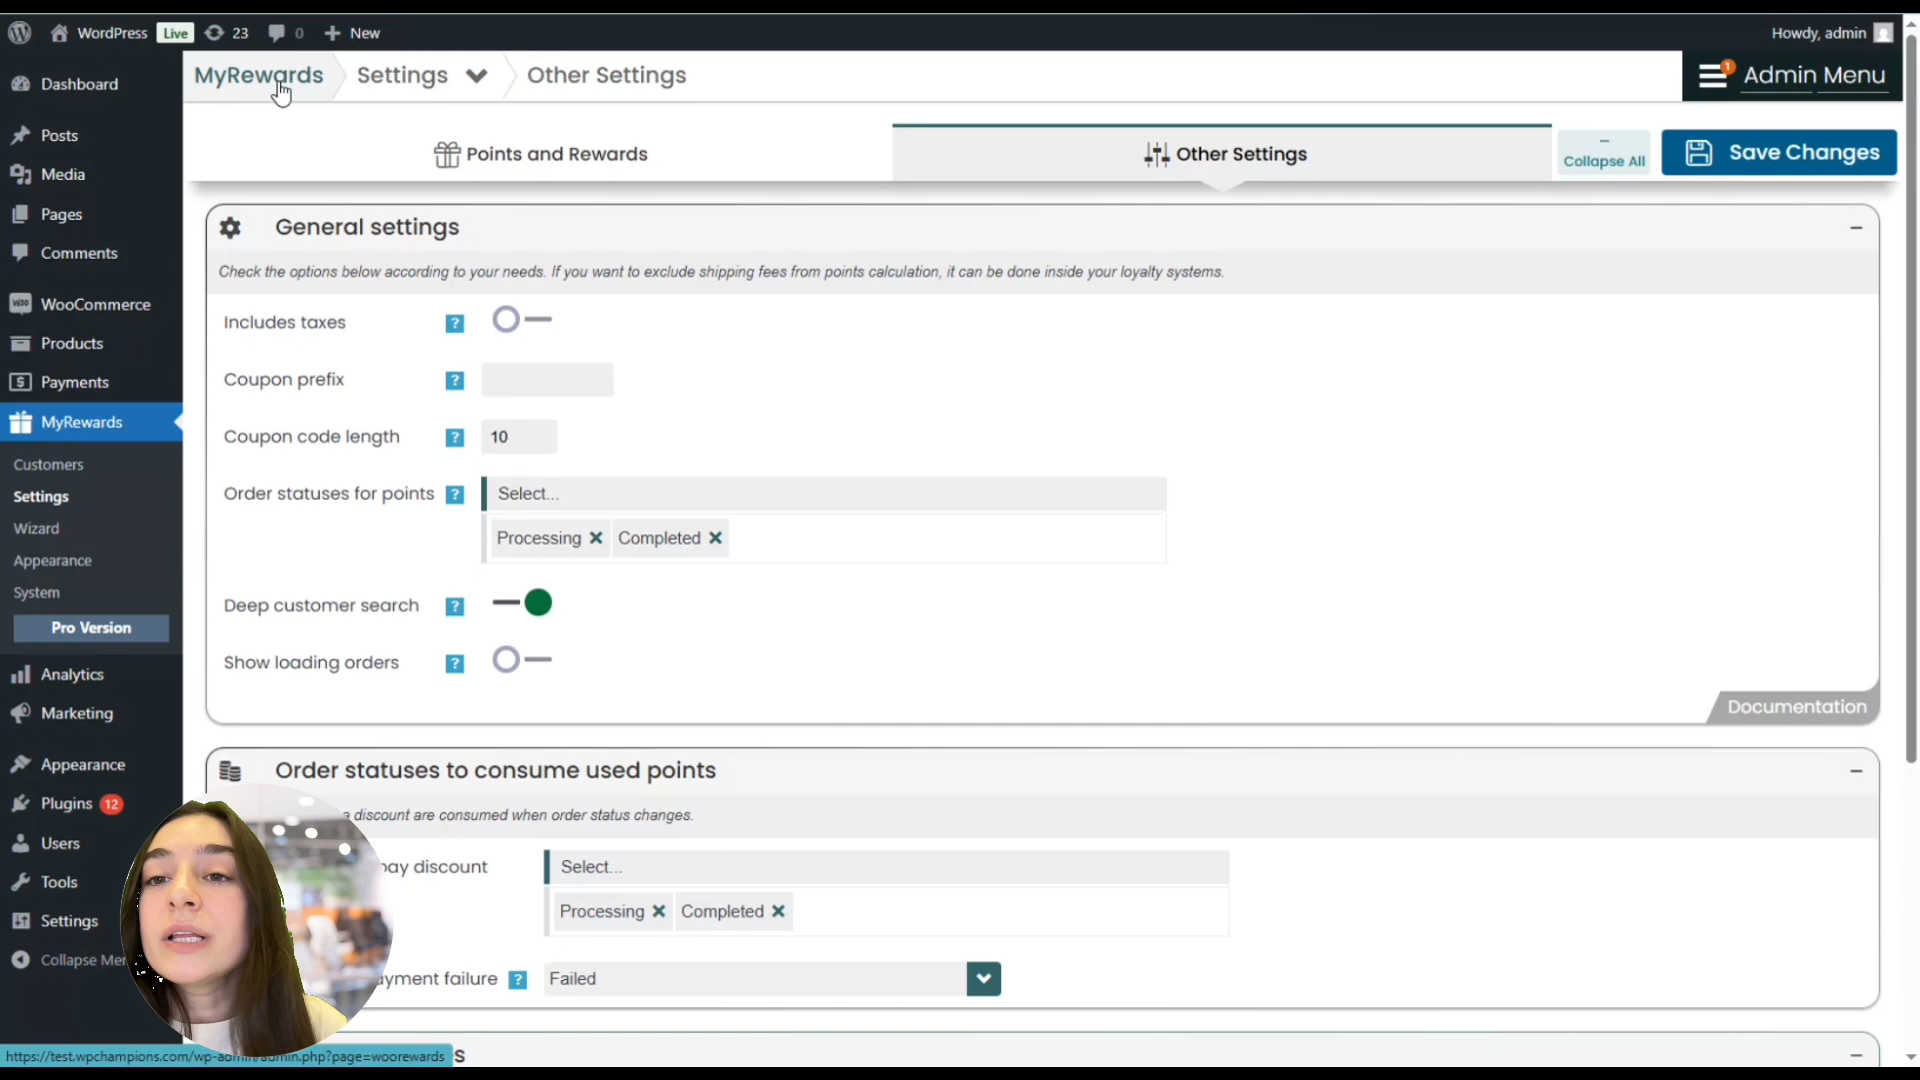 WordPress Live 23 0 New Howdy, admin
MyRewards Settings Other Settings 1 Admin Menu
Dashboard
Posts
Media
Pages
Comments
WooCommerce
Products
Payments
MyRewards
Customers
Settings
Wizard
Appearance
System
Pro Version
Analytics
Marketing
Appearance
Plugins 12
Users
Tools
Settings
Collapse Me
Points and Rewards
Other Settings
–
Collapse All
Save Changes
General settings
Check the options below according to your needs. If you want to exclude shipping fees from points calculation, it can be done inside your loyalty systems.
Includes taxes ?
Coupon prefix ?
Coupon code length ? 10
Order statuses for points ? Select...
Processing × Completed ×
Deep customer search ?
Show loading orders ?
Documentation
Order statuses to consume used points
discount are consumed when order status changes.
discount Select...
Processing × Completed ×
failure ? Failed
https://test.wpchampions.com/wp-admin/admin.php?page=woorewards